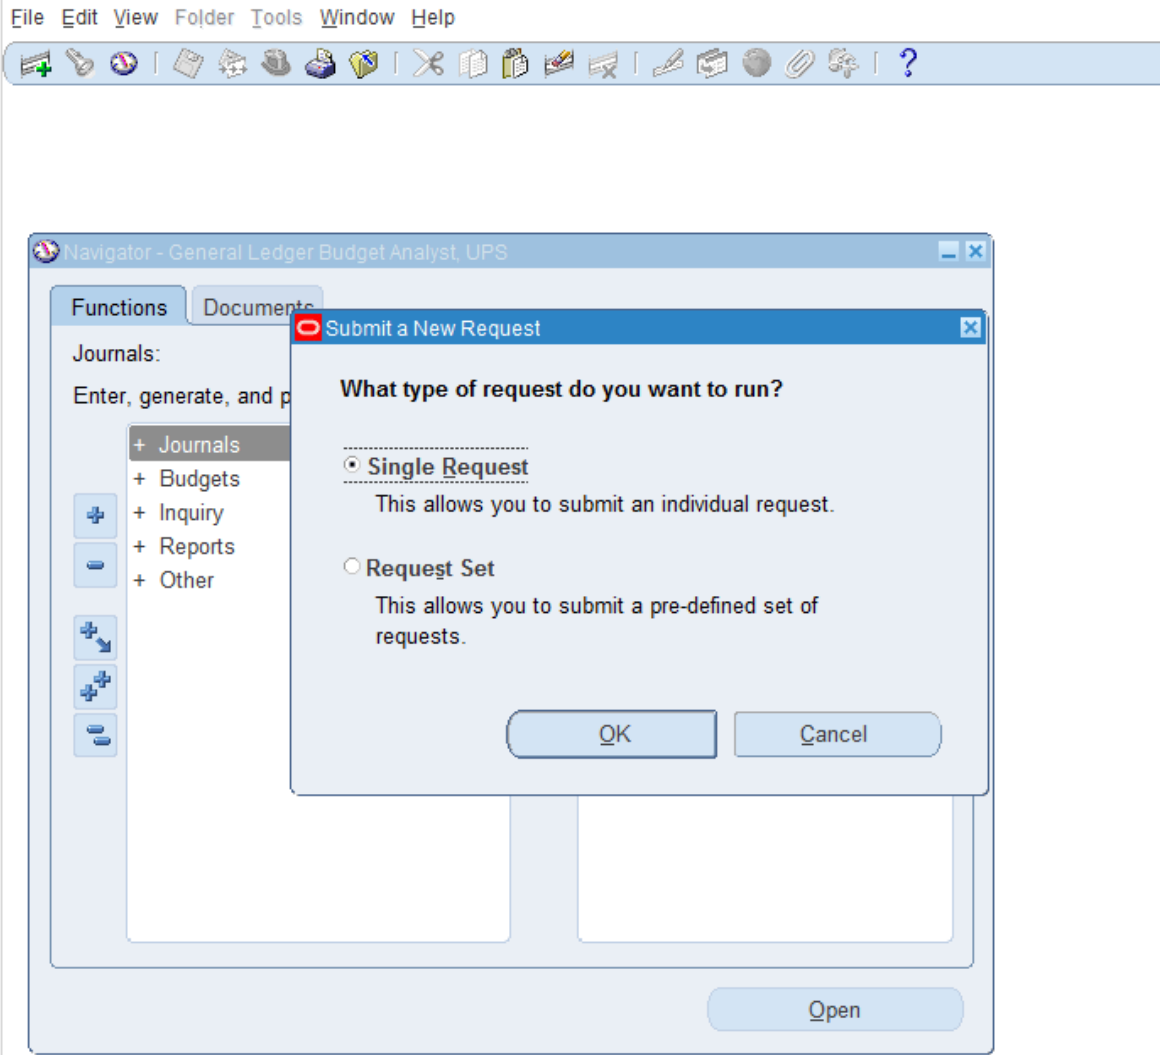 File Edit View Folder Tools Window Help
Navigator - General Ledger Budget Analyst, UPS
Functions Documents
Submit a New Request
Journals:
Enter, generate, and p
What type of request do you want to run?
+ Journals
+ Budgets
+ Inquiry
+ Reports
+ Other
Single Request
This allows you to submit an individual request.
Request Set
This allows you to submit a pre-defined set of
requests.
OK Cancel
Open